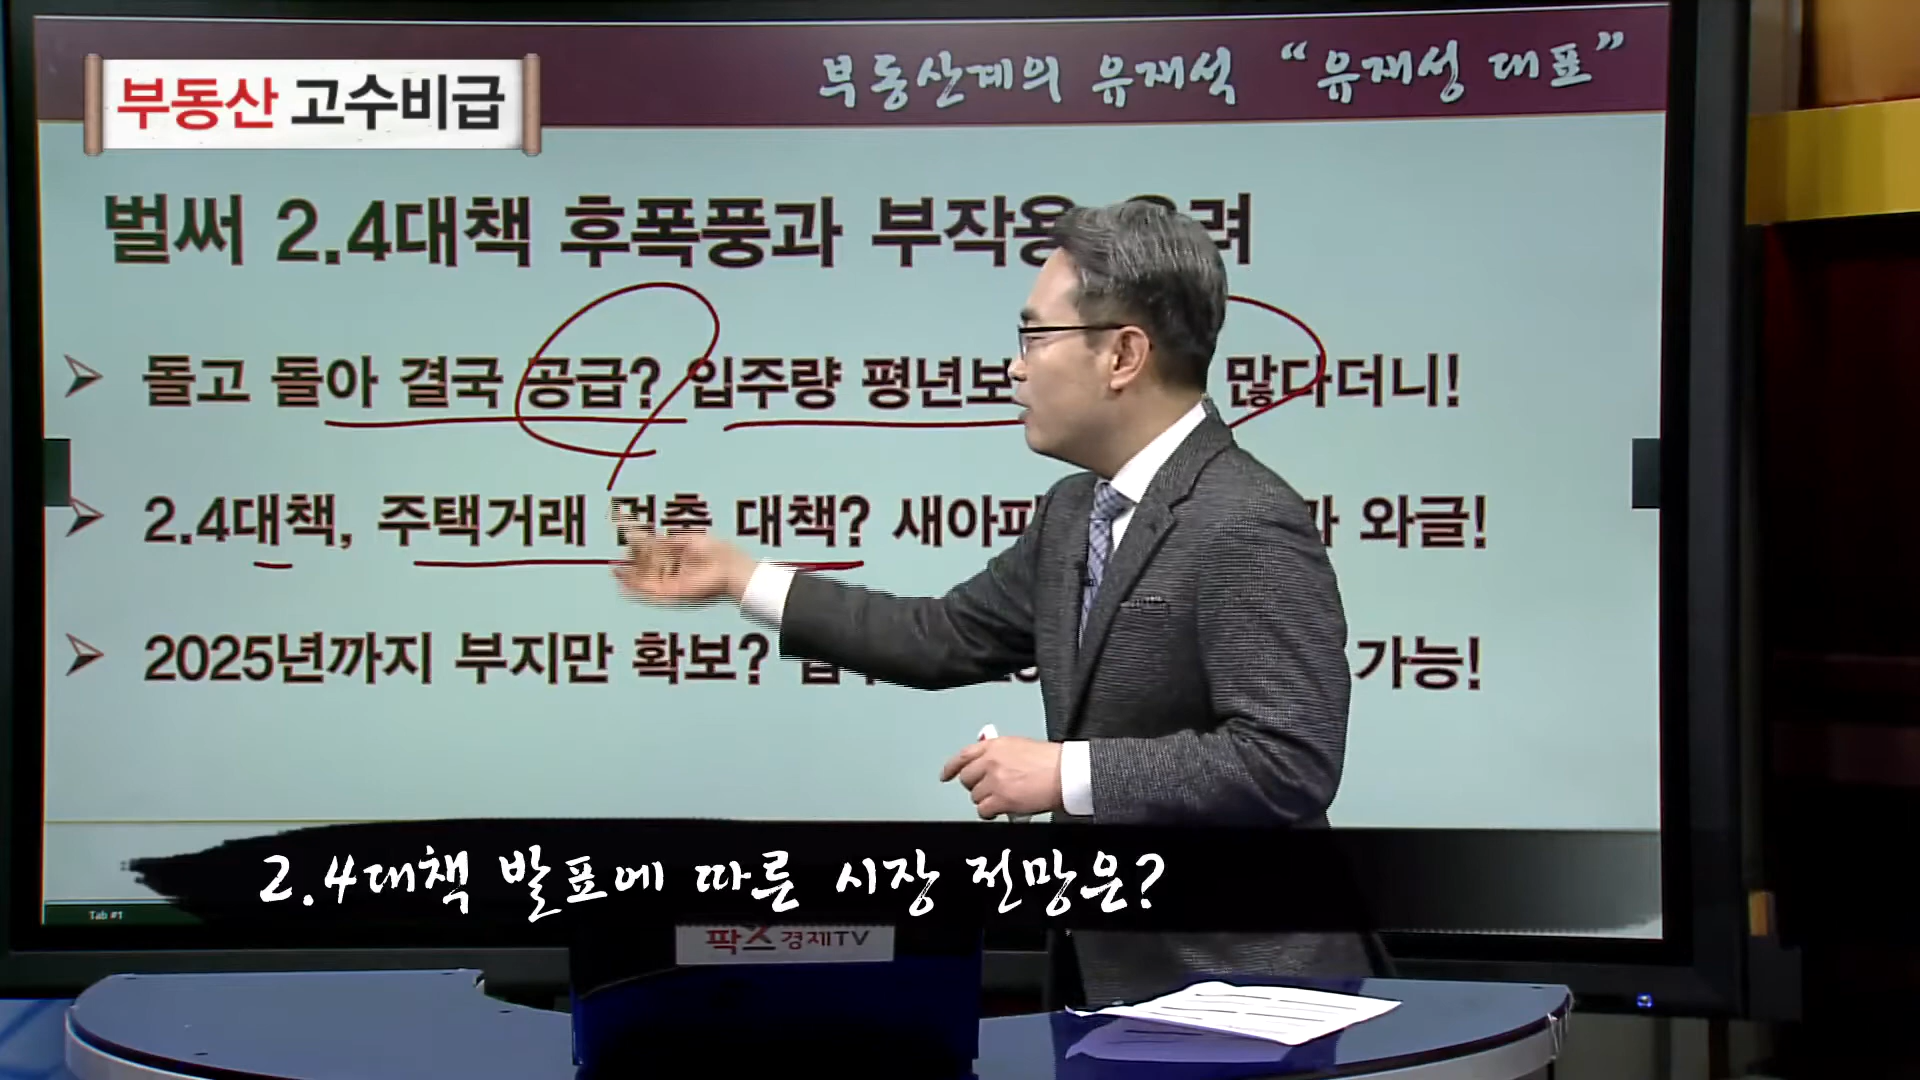 부동산계의 유재석 “유재성 대표”
부동산 고수비급
벌써 2.4대책 후폭풍과 부작용
돌고 돌아 결국 공급? 입주량 평년보 많다더니!
2.4대책, 주택거래 멈춤 대책? 새아파 와글!
2025년까지 부지만 확보? 가능!
2.4대책 발표에 따른 시장 전망은?
Tab #1
팍스경제TV